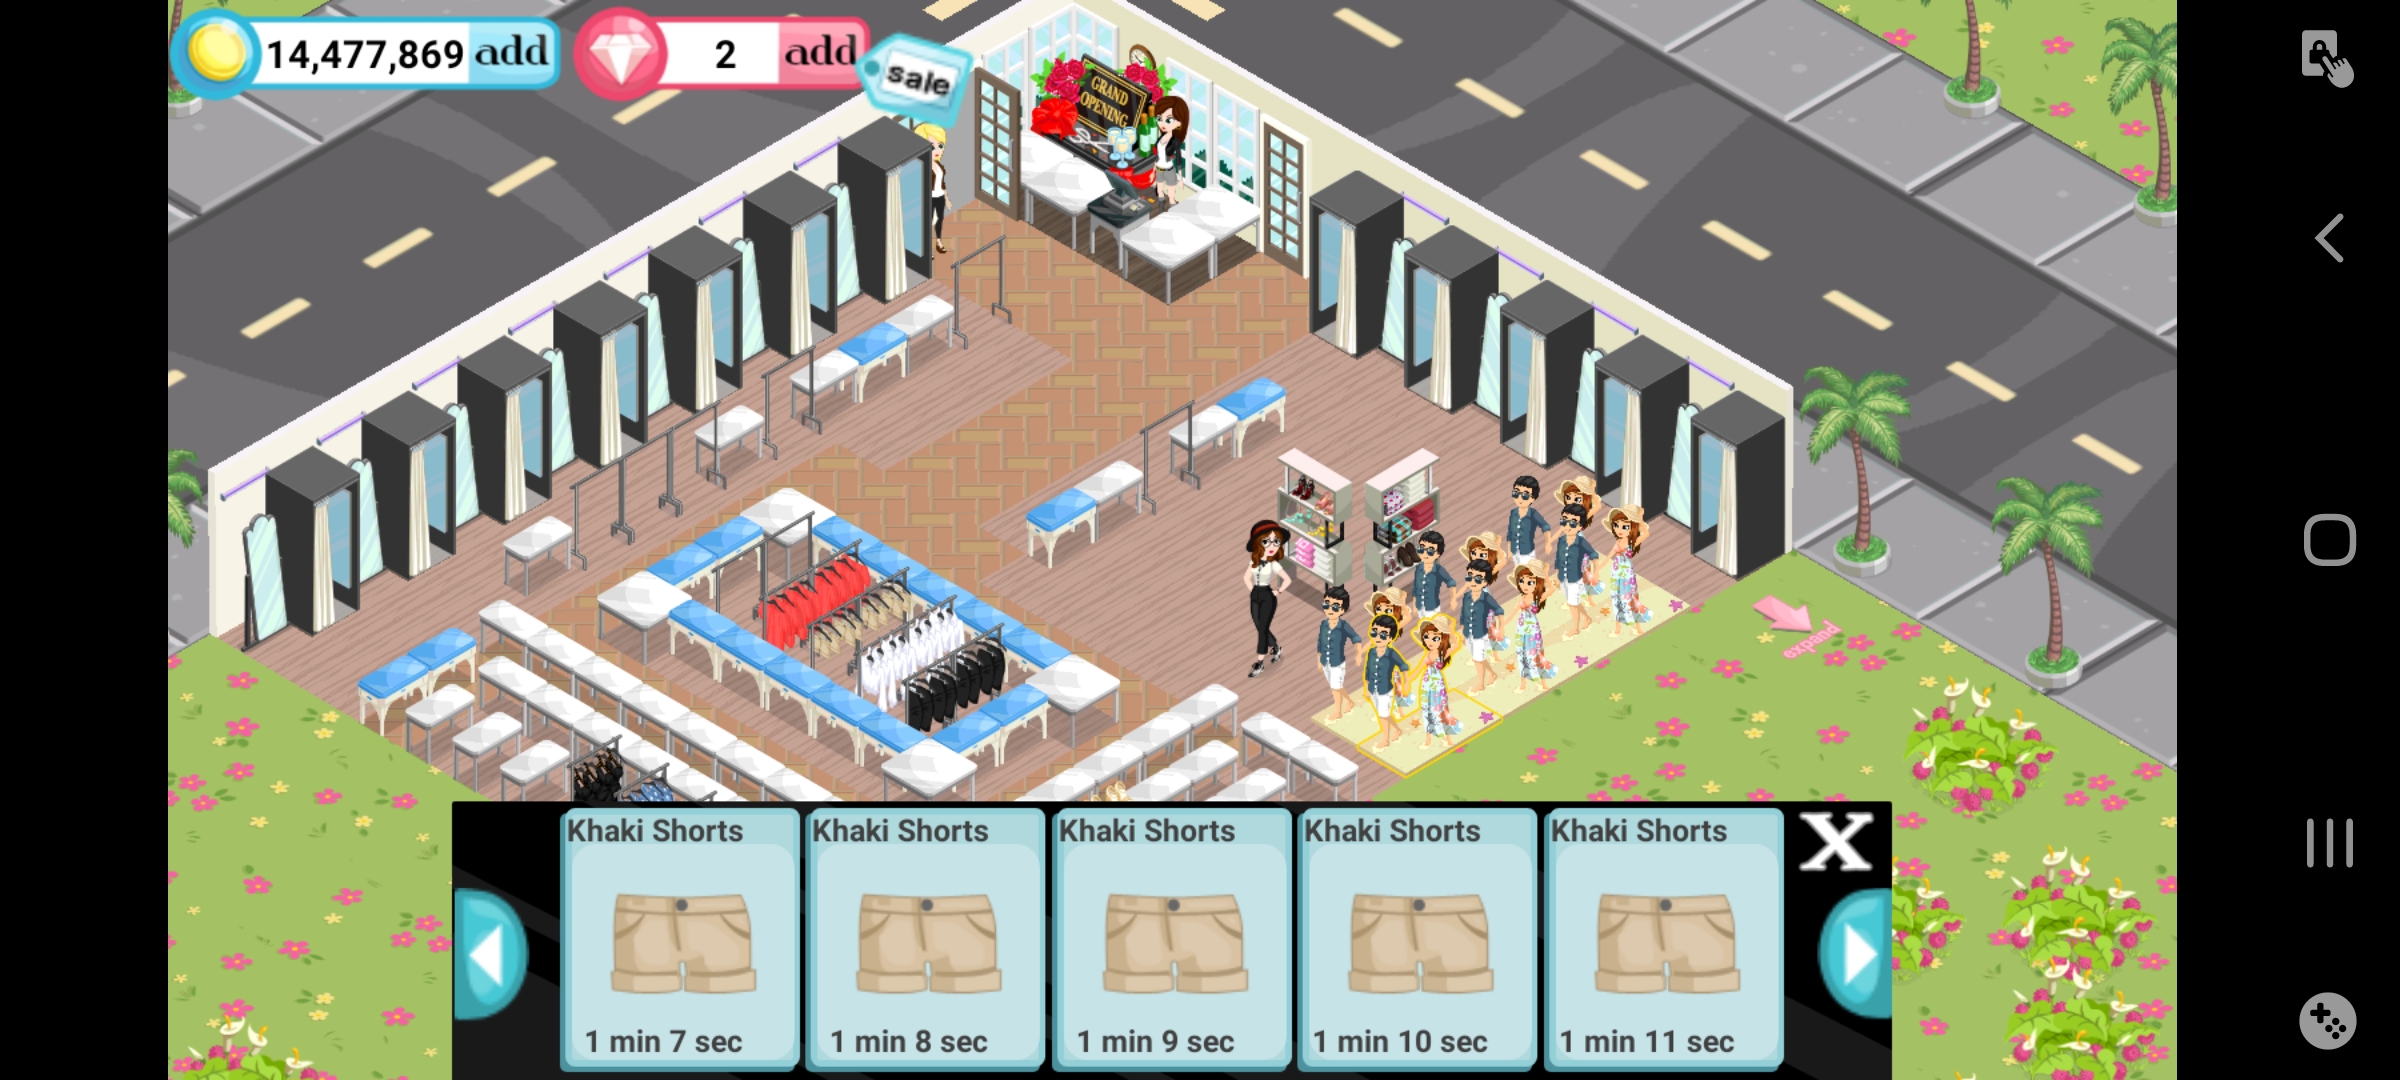 14,477,869 add
2 add
sale
GRAND
OPENING
expand
Khaki Shorts
1 min 7 sec
Khaki Shorts
1 min 8 sec
Khaki Shorts
1 min 9 sec
Khaki Shorts
1 min 10 sec
Khaki Shorts
1 min 11 sec
X